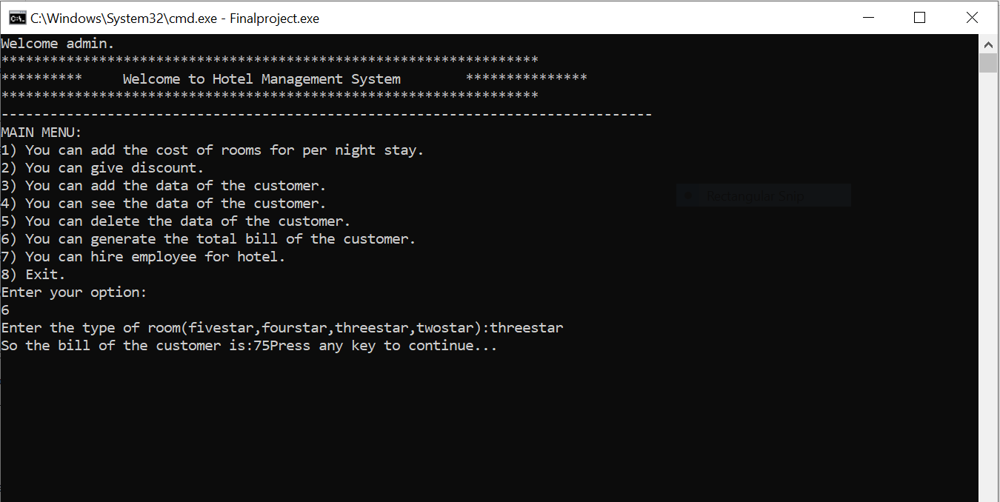 C:\Windows\System32\cmd.exe - Finalproject.exe
Welcome admin.
******************************************************************
**********     Welcome to Hotel Management System        ***************
******************************************************************
--------------------------------------------------------------------------------
MAIN MENU:
1) You can add the cost of rooms for per night stay.
2) You can give discount.
3) You can add the data of the customer.
4) You can see the data of the customer.
5) You can delete the data of the customer.
6) You can generate the total bill of the customer.
7) You can hire employee for hotel.
8) Exit.
Enter your option:
6
Enter the type of room(fivestar,fourstar,threestar,twostar):threestar
So the bill of the customer is:75Press any key to continue...
Rectangular Snip